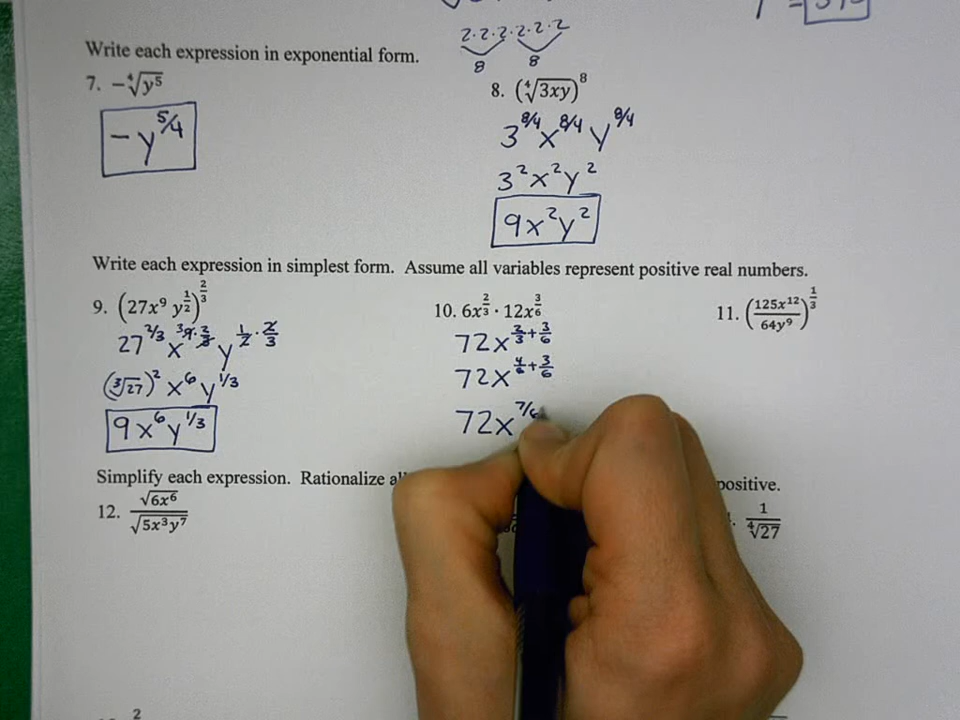 2·2·2·2·2·2
8 8
Write each expression in exponential form.
7. −∜y⁵
−y^(5/4)
8. (∜3xy)⁸
3^(8/4) x^(8/4) y^(8/4)
3²x²y²
9x²y²
Write each expression in simplest form. Assume all variables represent positive real numbers.
9. (27x⁹ y^(1/2))^(2/3)
27^(2/3) x^(9·2/3) y^(1/2 · 2/3)
(∛27)² x⁶ y^(1/3)
9x⁶y^(1/3)
10. 6x^(2/3) · 12x^(3/6)
72x^(2/3+3/6)
72x^(4/6+3/6)
72x^(7/6)
11. (125x¹²/64y⁹)^(1/3)
Simplify each expression. Rationalize positive.
12. √6x⁶/√5x³y⁷
1/∜27
2